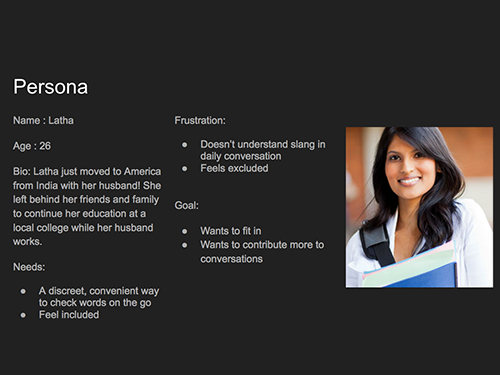 Persona
Name : Latha
Age : 26
Bio: Latha just moved to America
from India with her husband! She
left behind her friends and family
to continue her education at a
local college while her husband
works.
Needs:
● A discreet, convenient way
to check words on the go
● Feel included
Frustration:
● Doesn't understand slang in
daily conversation
● Feels excluded
Goal:
● Wants to fit in
● Wants to contribute more to
conversations